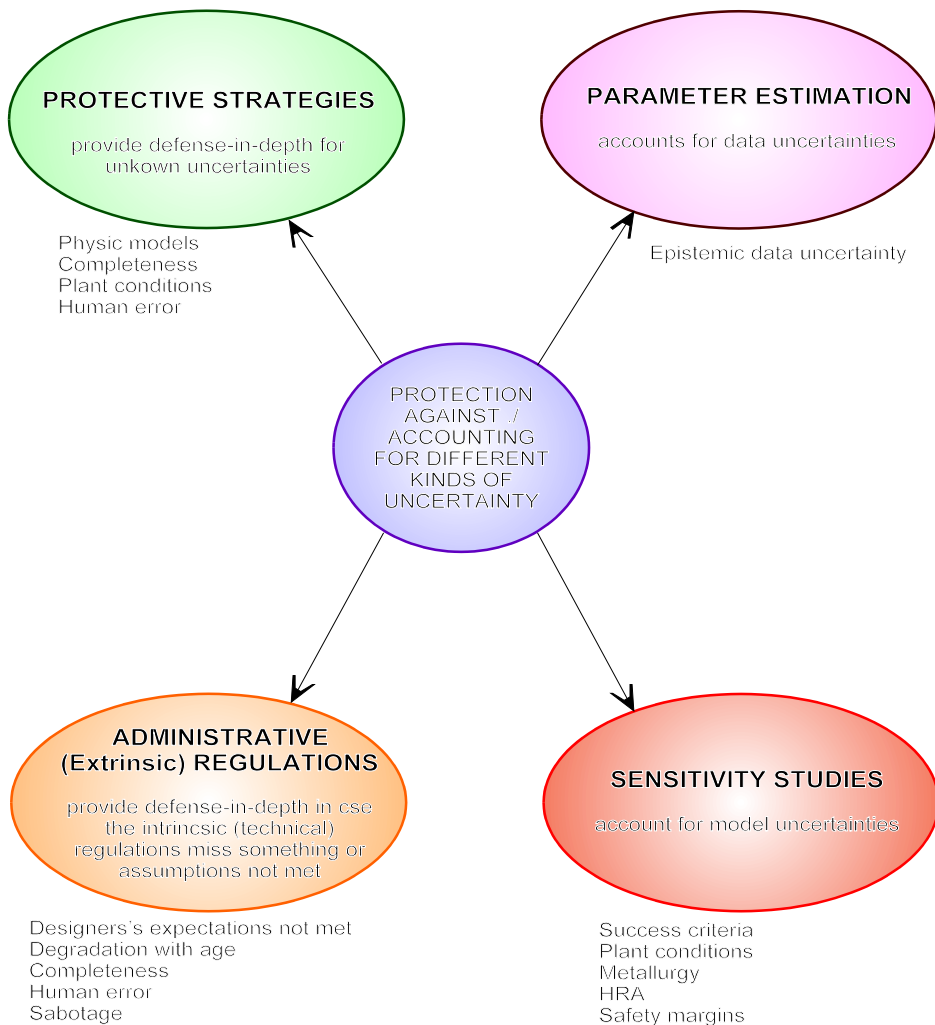 PROTECTIVE STRATEGIES
provide defense-in-depth for
unkown uncertainties
Physic models
Completeness
Plant conditions
Human error
PARAMETER ESTIMATION
accounts for data uncertainties
Epistemic data uncertainty
PROTECTION
AGAINST ./
ACCOUNTING
FOR DIFFERENT
KINDS OF
UNCERTAINTY
ADMINISTRATIVE
(Extrinsic) REGULATIONS
provide defense-in-depth in cse
the intrincsic (technical)
regulations miss something or
assumptions not met
Designers's expectations not met
Degradation with age
Completeness
Human error
Sabotage
SENSITIVITY STUDIES
account for model uncertainties
Success criteria
Plant conditions
Metallurgy
HRA
Safety margins